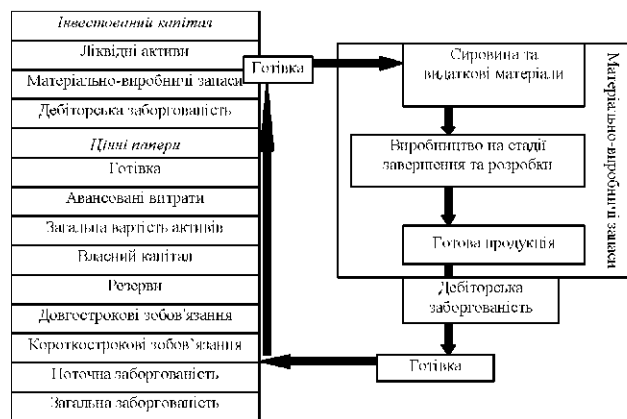 Інвестований капітал
Ліквідні активи
Матеріально-виробничі запаси
Дебіторська заборгованість
Цінні папери
Готівка
Авансовані витрати
Загальна вартість активів
Власний капітал
Резерви
Довгострокові зобов'язання
Короткострокові зобов'язання
Поточна заборгованість
Загальна заборгованість
Готівка
Сировина та
видаткові матеріали
Виробництво на стадії
завершення та розробки
Готова продукція
Матеріально-виробничі запаси
Дебіторська
заборгованість
Готівка